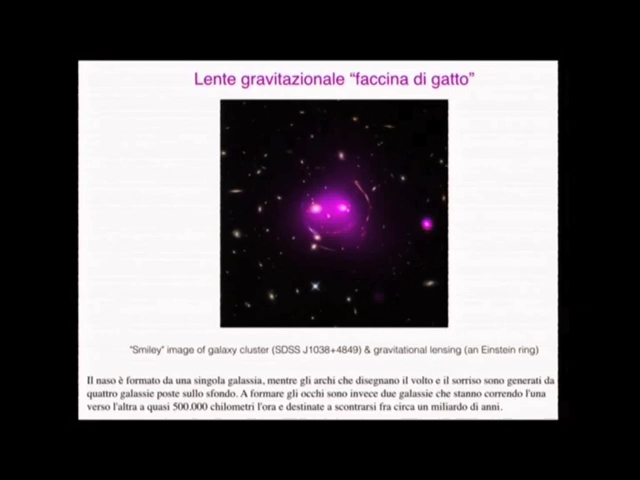 Lente gravitazionale “faccina di gatto”
"Smiley" image of galaxy cluster (SDSS J1038+4849) & gravitational lensing (an Einstein ring)
Il naso è formato da una singola galassia, mentre gli archi che disegnano il volto e il sorriso sono generati da
quattro galassie poste sullo sfondo. A formare gli occhi sono invece due galassie che stanno correndo l'una
verso l'altra a quasi 500.000 chilometri l'ora e destinate a scontrarsi fra circa un miliardo di anni.